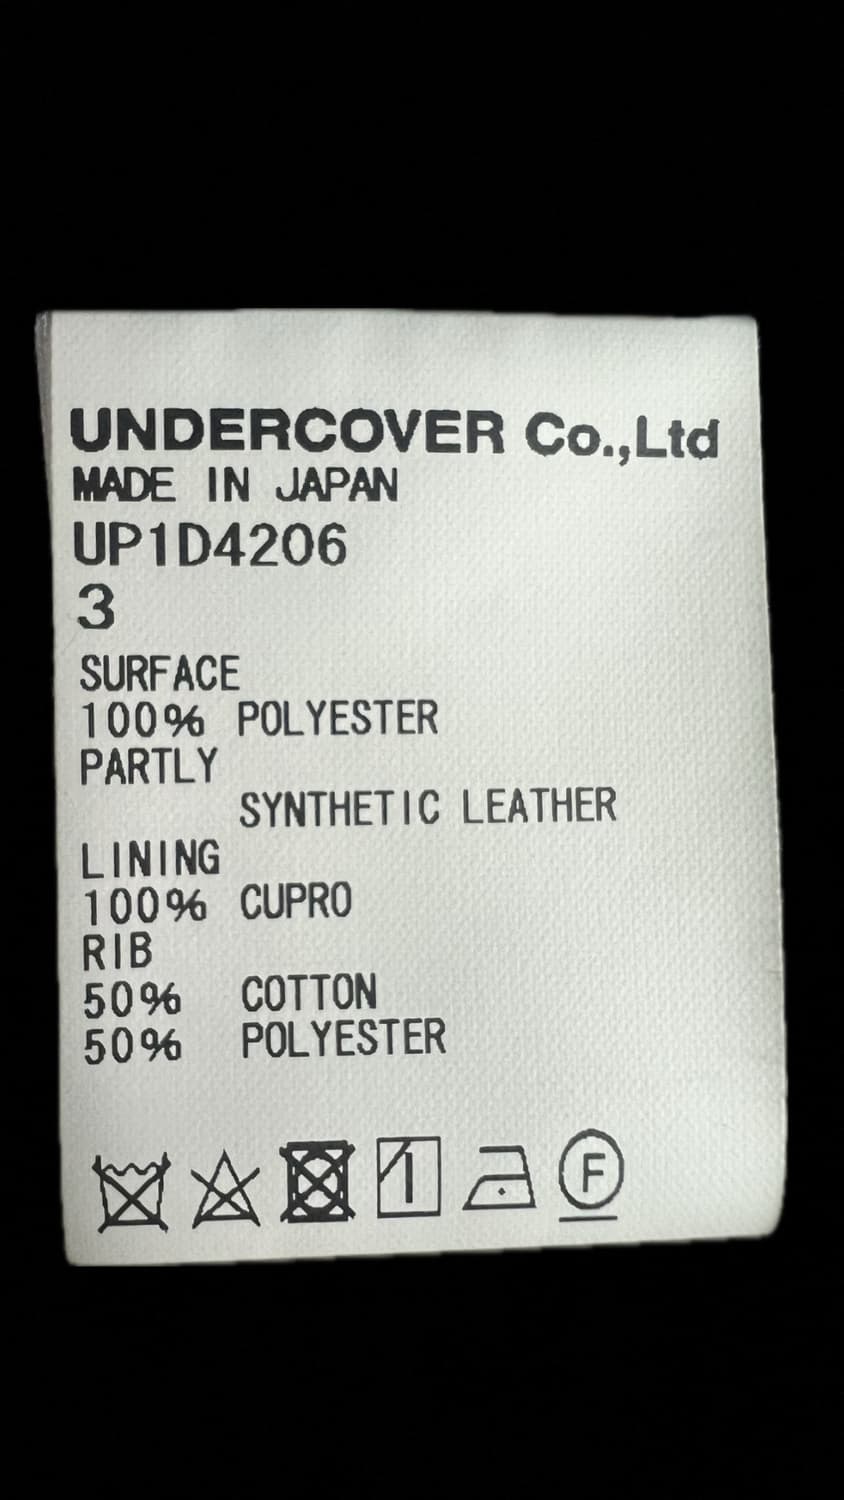 UNDERCOVER Co.,Ltd
MADE IN JAPAN
UP1D4206
3
SURFACE
100% POLYESTER
PARTLY
SYNTHETIC LEATHER
LINING
100% CUPRO
RIB
50% COTTON
50% POLYESTER
F